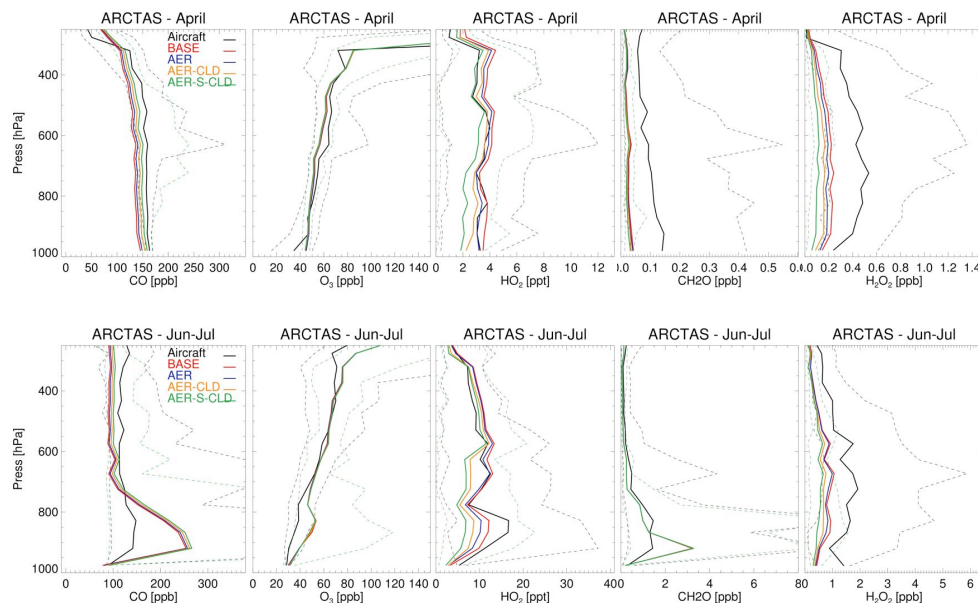 ARCTAS - April
ARCTAS - April
ARCTAS - April
ARCTAS - April
ARCTAS - April
Aircraft
BASE
AER
AER-CLD
AER-S-CLD
Press [hPa]
400
600
800
1000
0 50 100 150 200 250 300
CO [ppb]
0 20 40 60 80 100 120 140
O₃ [ppb]
0 2 4 6 8 10 12
HO₂ [ppt]
0.0 0.1 0.2 0.3 0.4 0.5 0.6
CH2O [ppb]
0.0 0.2 0.4 0.6 0.8 1.0 1.2 1.4
H₂O₂ [ppb]
ARCTAS - Jun-Jul
ARCTAS - Jun-Jul
ARCTAS - Jun-Jul
ARCTAS - Jun-Jul
ARCTAS - Jun-Jul
Aircraft
BASE
AER
AER-CLD
AER-S-CLD
Press [hPa]
400
600
800
1000
0 100 200 300
CO [ppb]
0 20 40 60 80 100 120 140
O₃ [ppb]
0 10 20 30 40
HO₂ [ppt]
0 2 4 6 8
CH2O [ppb]
0 1 2 3 4 5 6
H₂O₂ [ppb]